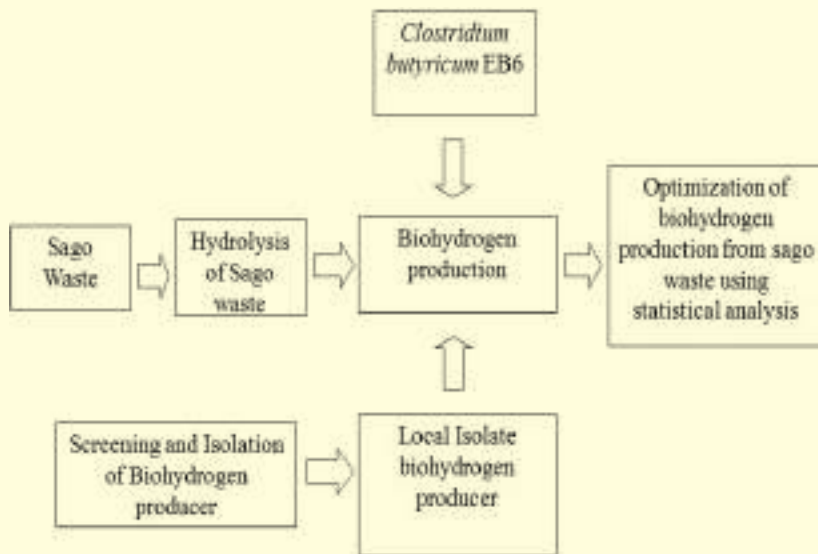 Clostridium
butyricum EB6
Optimization of
biohydrogen
production from sago
waste using
statistical analysis
Sago
Waste
Hydrolysis
of Sago
waste
Biohydrogen
production
Screening and Isolation
of Biohydrogen
producer
Local Isolate
biohydrogen
producer